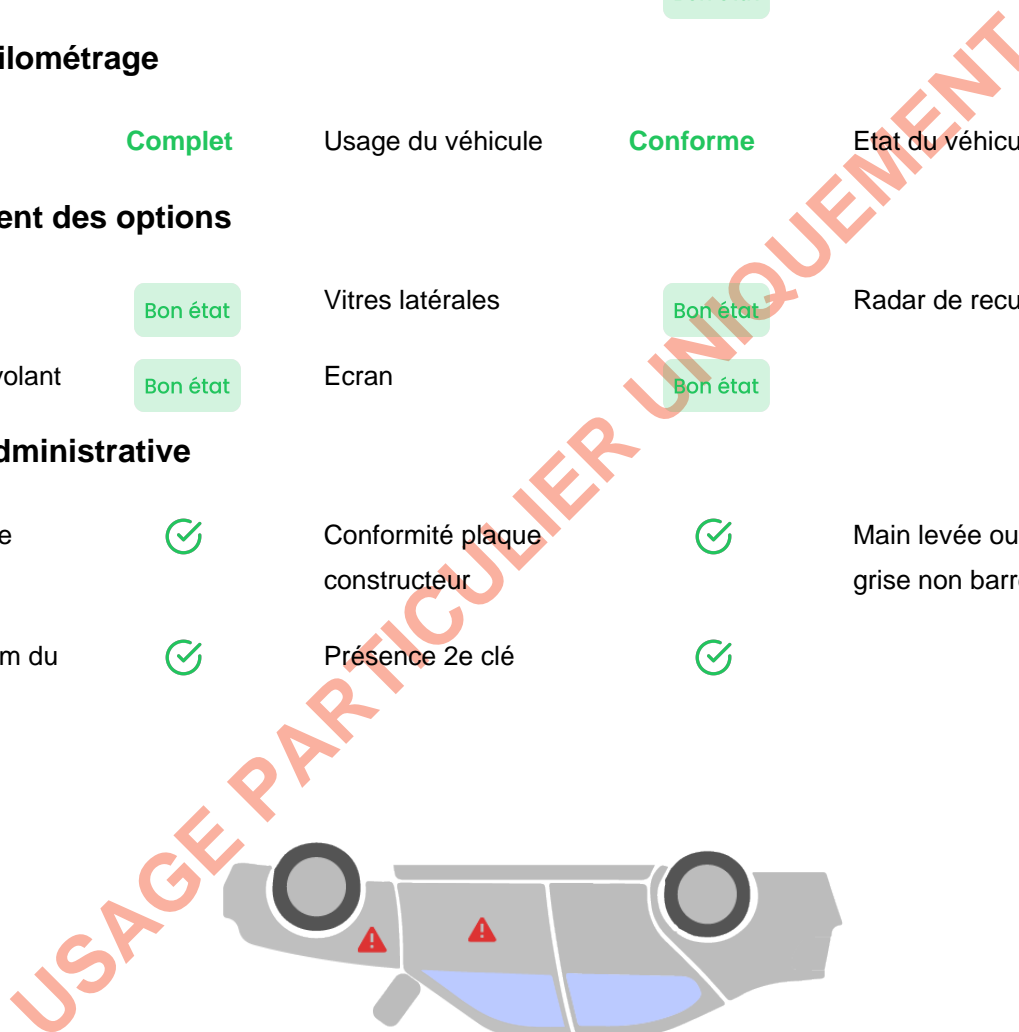 ilométrage
Complet Usage du véhicule Conforme Etat du véhicu
ent des options
Bon état Vitres latérales Bon état Radar de recu
volant Bon état Ecran Bon état
dministrative
e Conformité plaque Main levée ou
constructeur grise non barr
m du Présence 2e clé
USAGE PARTICULIER UNIQUEMENT